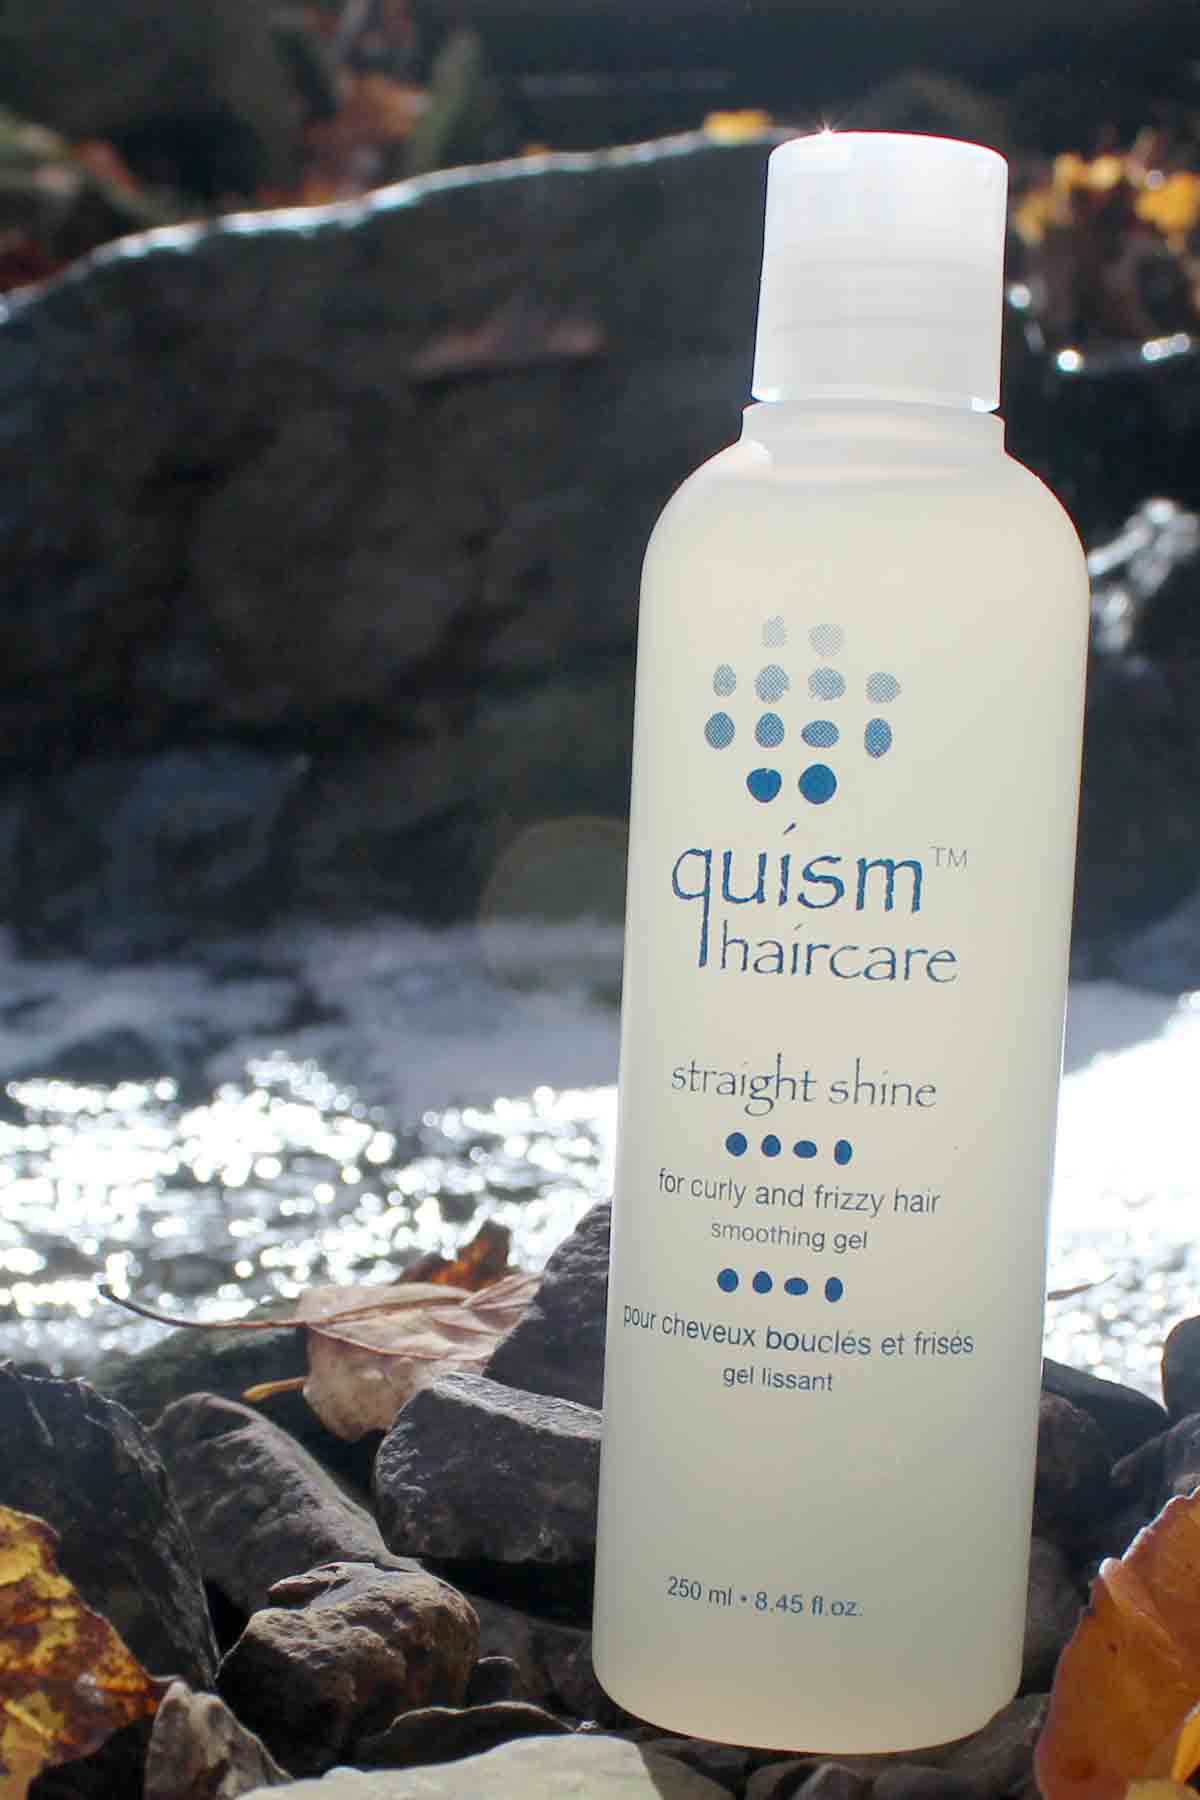 quísm™
haircare
straight shine
for curly and frizzy hair
smoothing gel
pour cheveux bouclés et frisés
gel lissant
250 ml • 8.45 fl.oz.